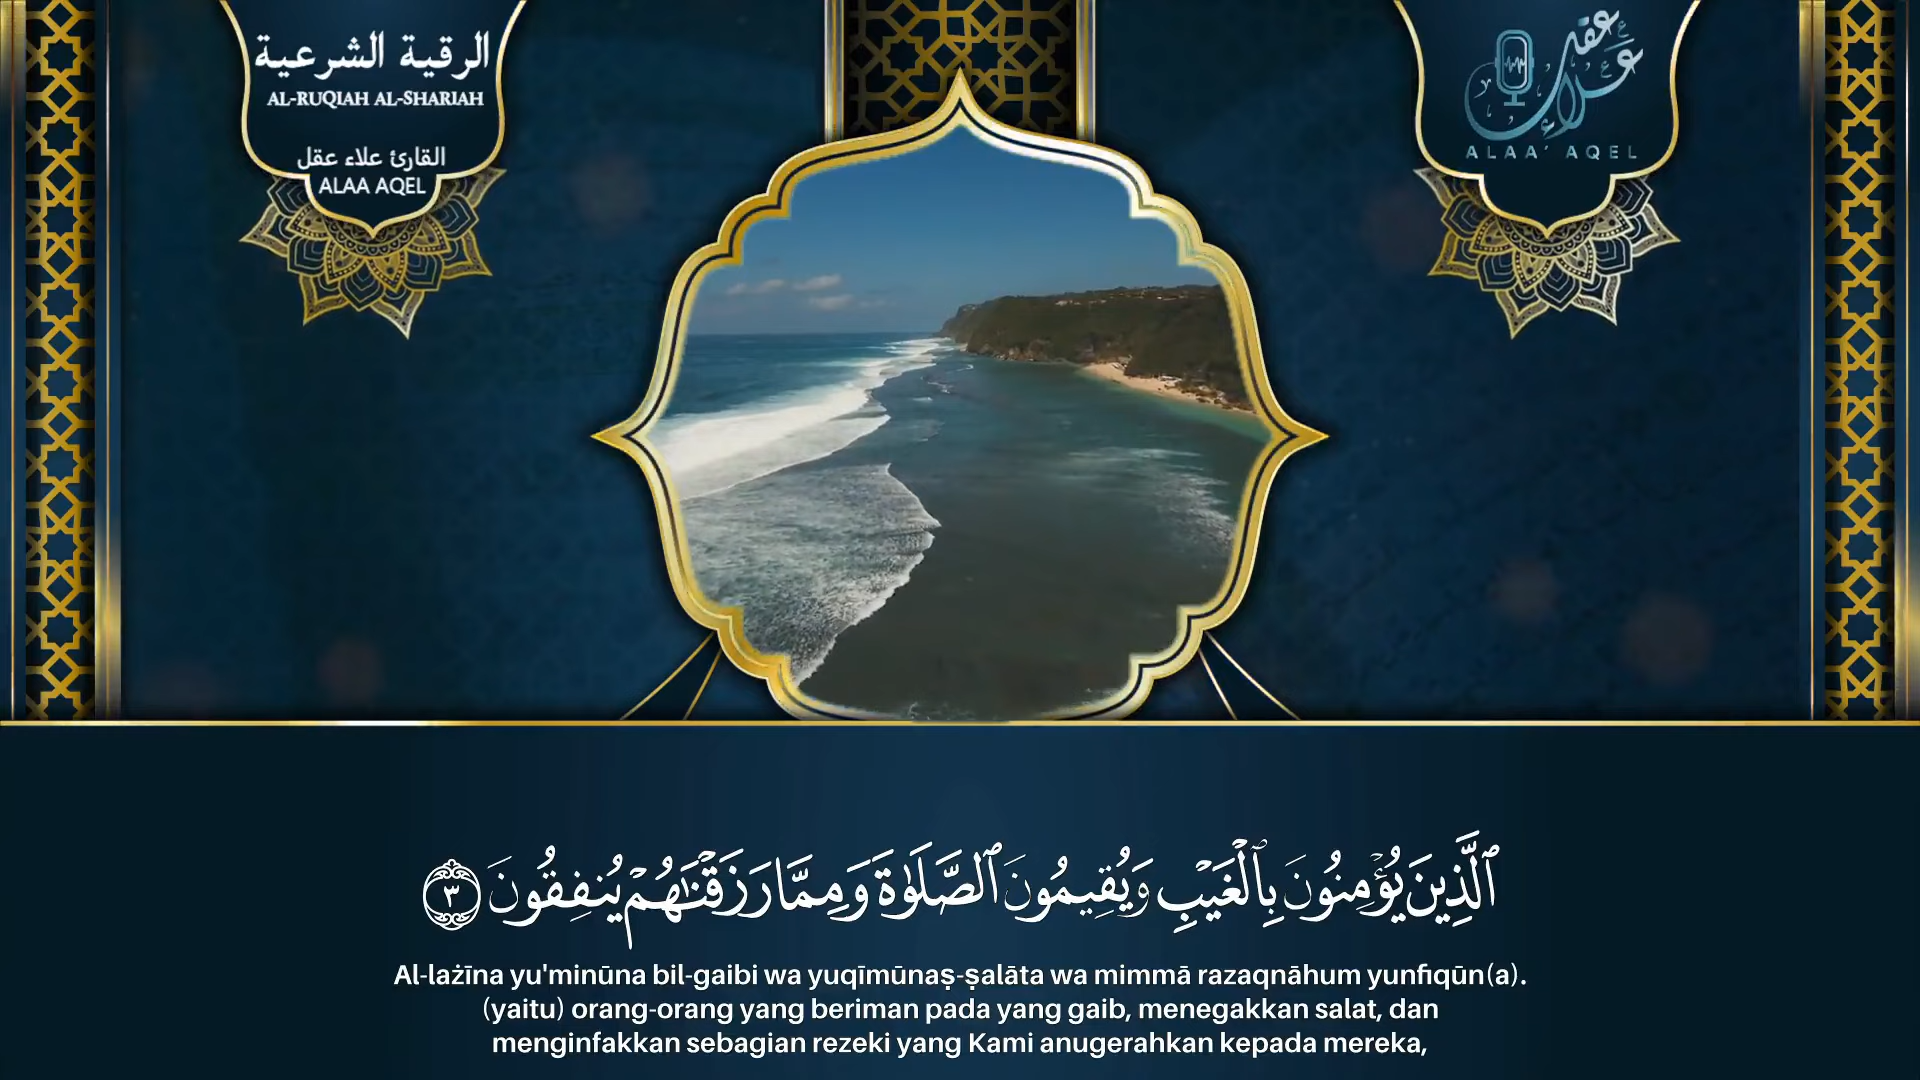 الرقية الشرعية
AL-RUQIAH AL-SHARIAH
القارئ علاء عقل
ALAA AQEL
علاء عقل
ALAA' AQEL
ٱلَّذِينَ يُؤْمِنُونَ بِٱلْغَيْبِ وَيُقِيمُونَ ٱلصَّلَوٰةَ وَمِمَّا رَزَقْنَـٰهُمْ يُنفِقُونَ ٣
Al-lażīna yu'minūna bil-gaibi wa yuqīmūnaṣ-ṣalāta wa mimmā razaqnāhum yunfiqūn(a).
(yaitu) orang-orang yang beriman pada yang gaib, menegakkan salat, dan
menginfakkan sebagian rezeki yang Kami anugerahkan kepada mereka,